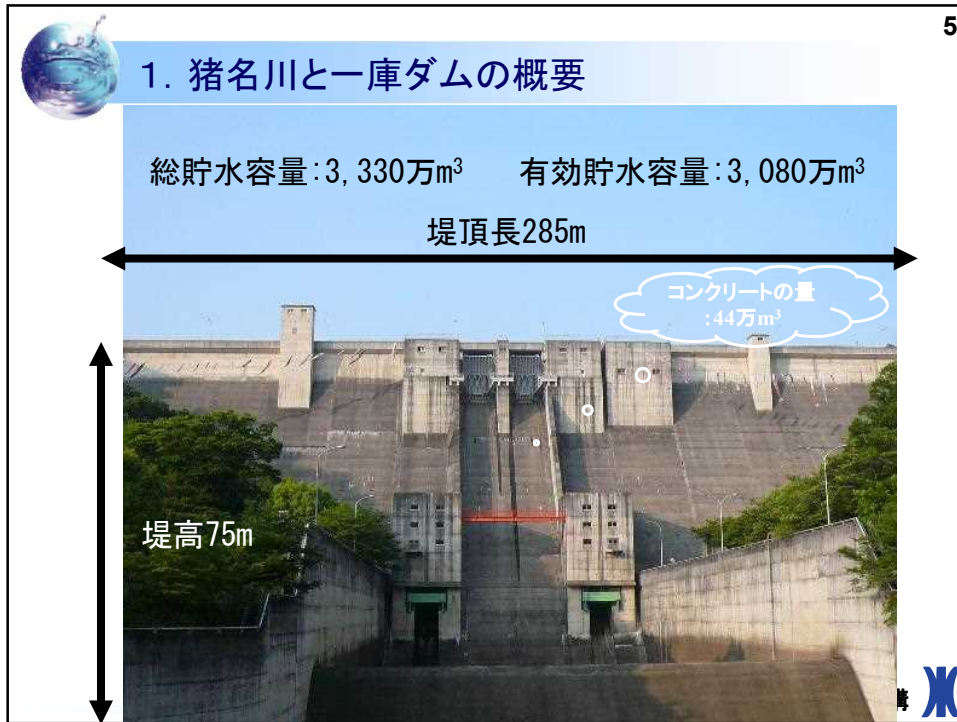 5
1. 猪名川と一庫ダムの概要
総貯水容量:3,330万m³ 有効貯水容量:3,080万m³
堤頂長285m
コンクリートの量
:44万m³
堤高75m
構